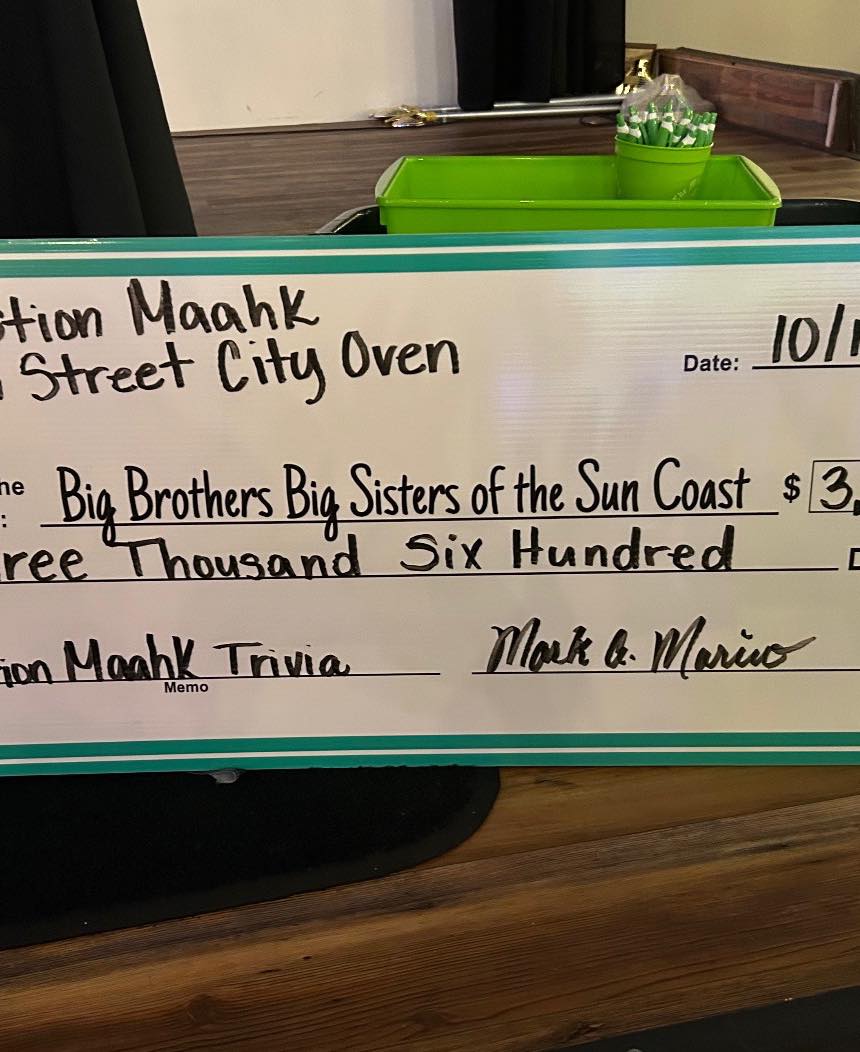 stion Maahk
Street City Oven
Date: 10/1
he
: Big Brothers Big Sisters of the Sun Coast $ 3,
ree Thousand Six Hundred
ion Maahk Trivia Mark A. Marino
Memo